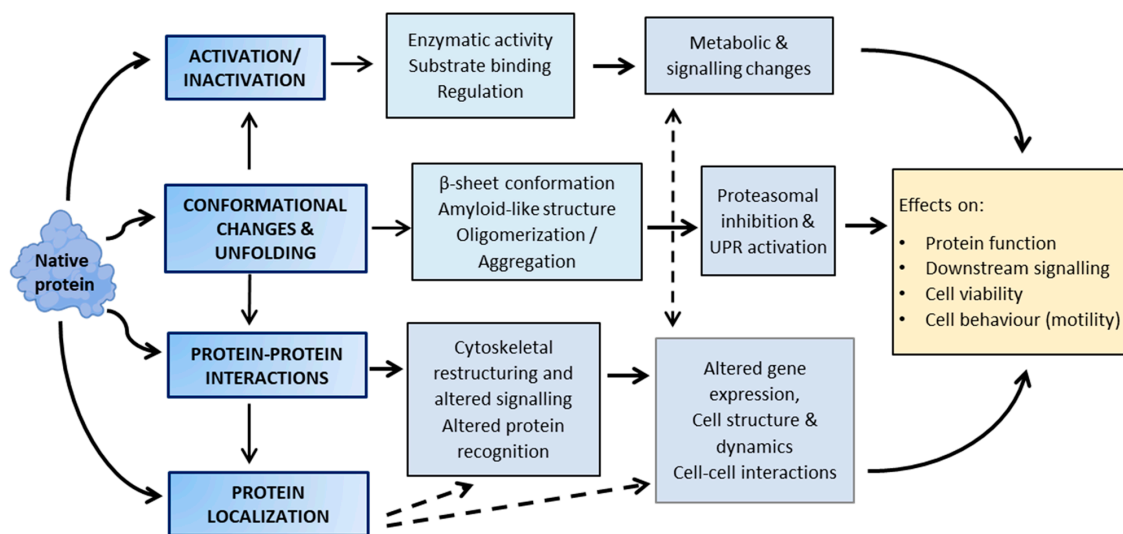 ACTIVATION/
INACTIVATION
Enzymatic activity
Substrate binding
Regulation
Metabolic &
signalling changes
Native
protein
CONFORMATIONAL
CHANGES &
UNFOLDING
β-sheet conformation
Amyloid-like structure
Oligomerization /
Aggregation
Proteasomal
inhibition &
UPR activation
Effects on:
• Protein function
• Downstream signalling
• Cell viability
• Cell behaviour (motility)
PROTEIN-PROTEIN
INTERACTIONS
Cytoskeletal
restructuring and
altered signalling
Altered protein
recognition
Altered gene
expression,
Cell structure &
dynamics
Cell-cell interactions
PROTEIN
LOCALIZATION